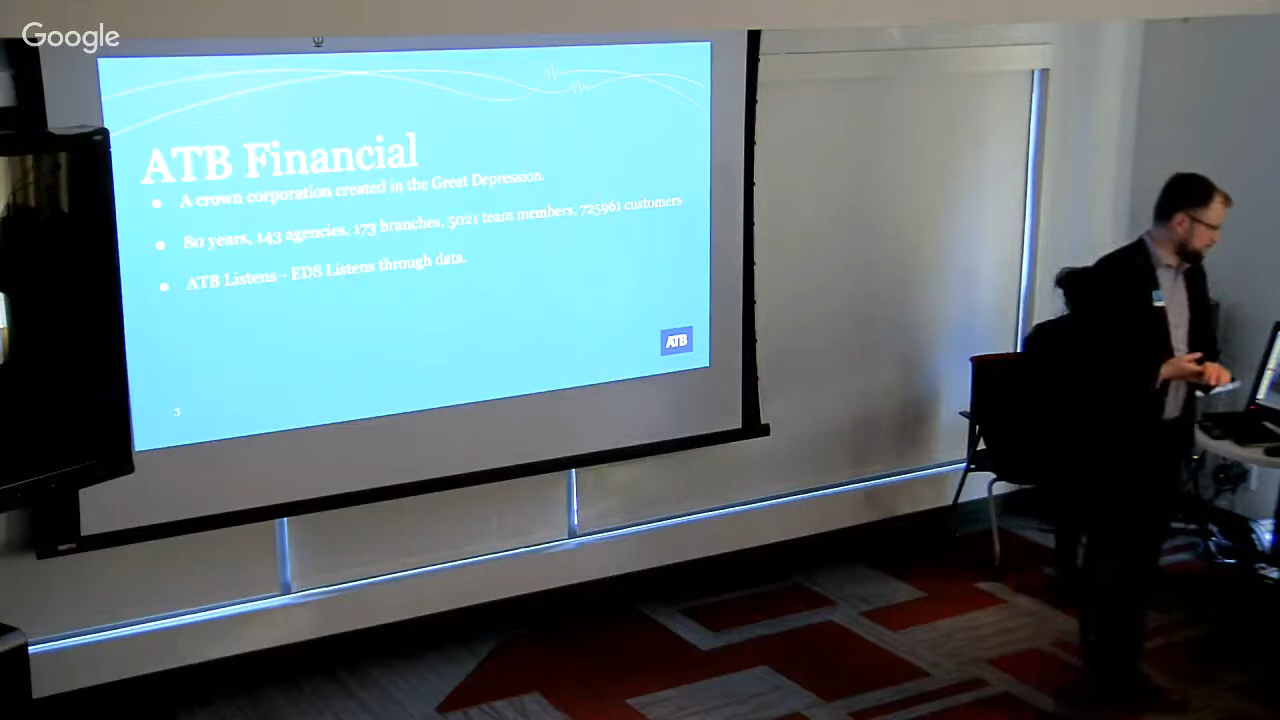 Google
ATB Financial
A crown corporation created in the Great Depression.
80 years, 143 agencies, 173 branches, 5021 team members, 725961 customers
ATB Listens - EDS Listens through data.
ATB
3